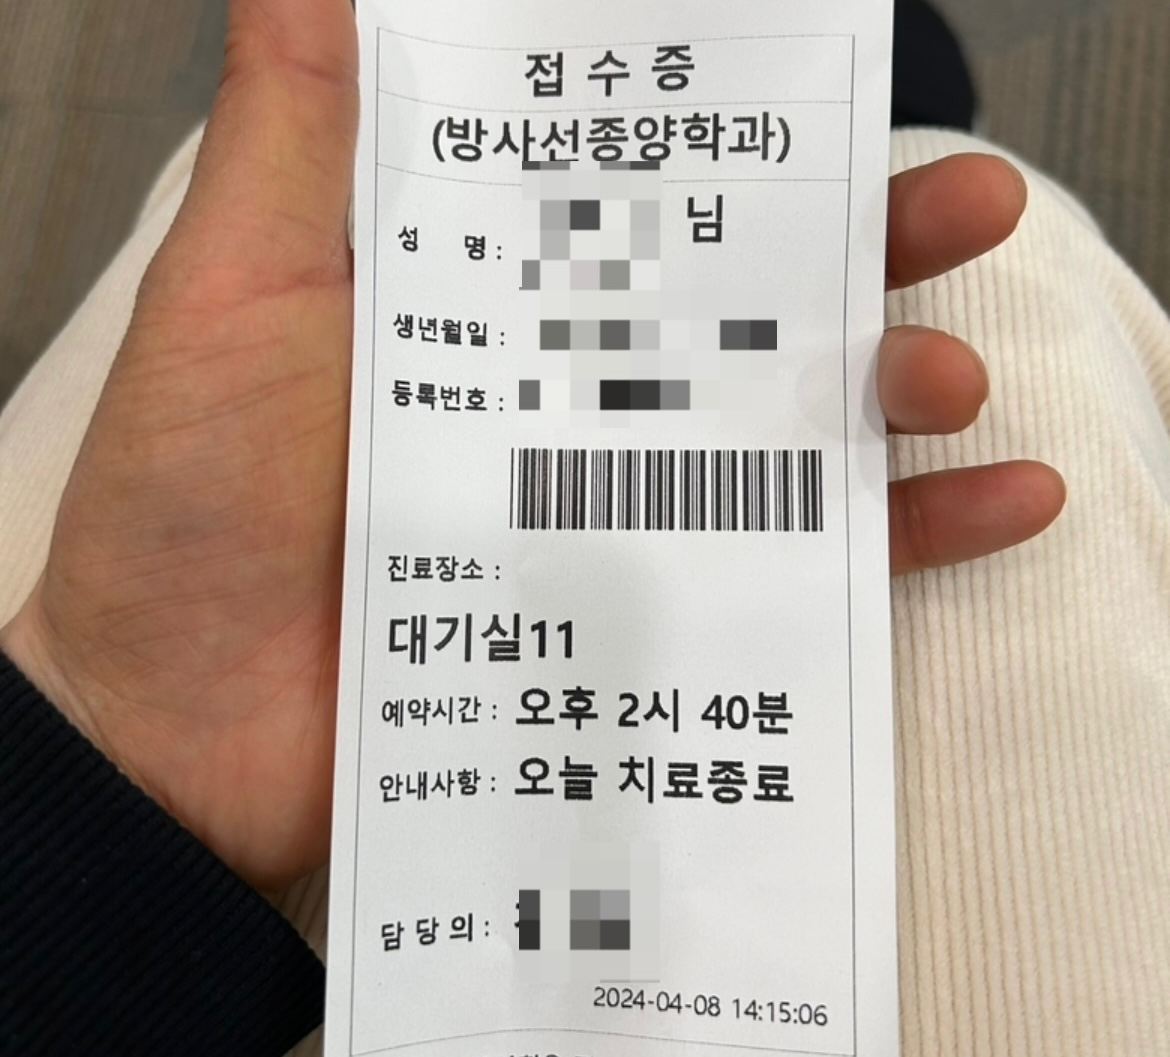 접수증
(방사선종양학과)
성 명 : 님
생년월일 :
등록번호 :
진료장소 :
대기실11
예약시간 : 오후 2시 40분
안내사항 : 오늘 치료종료
담당의 :
2024-04-08 14:15:06